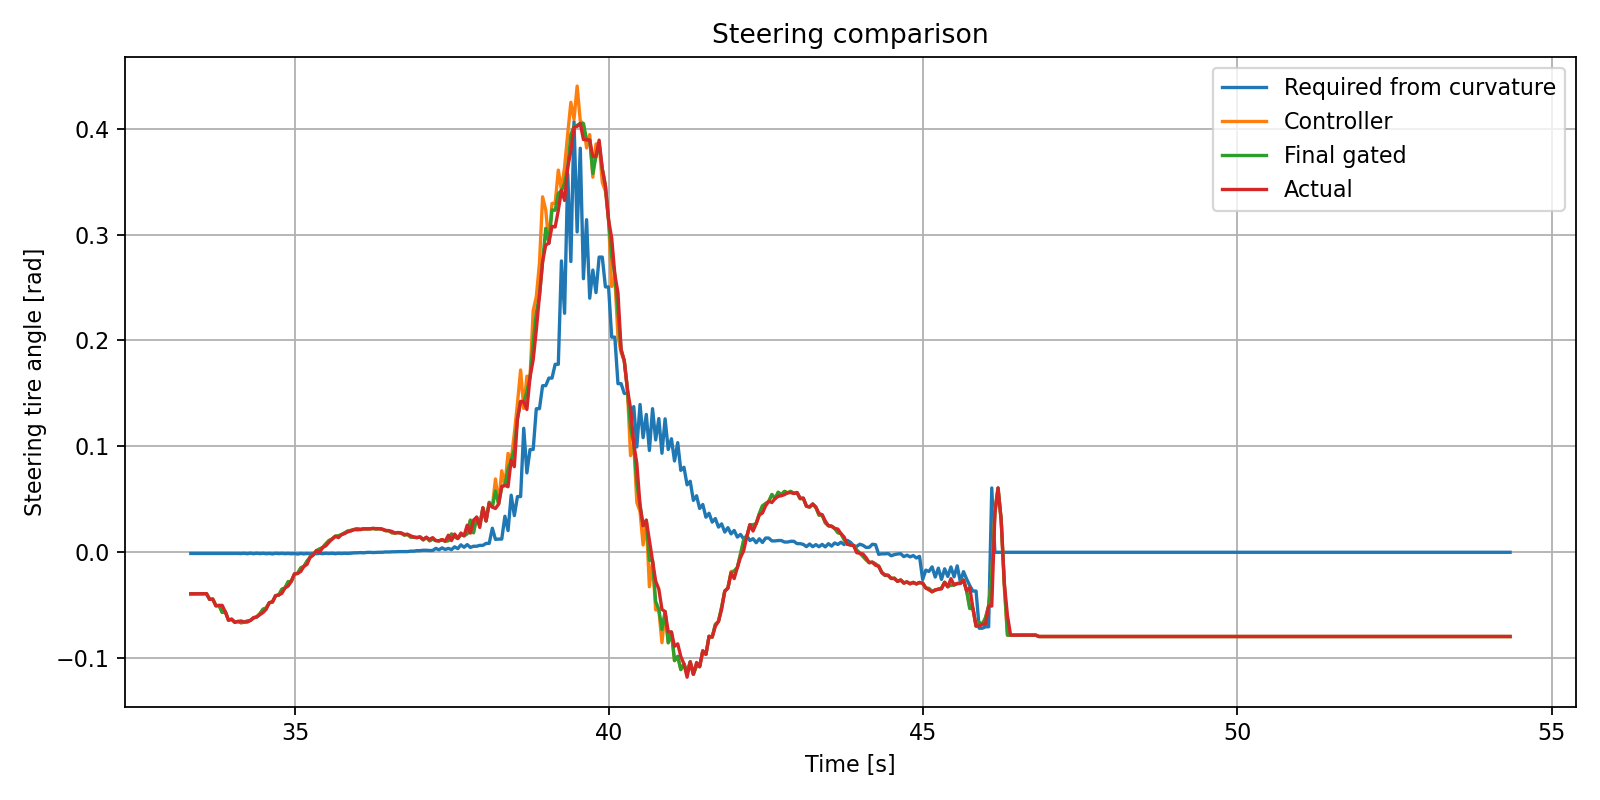 Steering comparison
Required from curvature
Controller
Final gated
Actual
Steering tire angle [rad]
0.4
0.3
0.2
0.1
0.0
−0.1
35
40
45
50
55
Time [s]